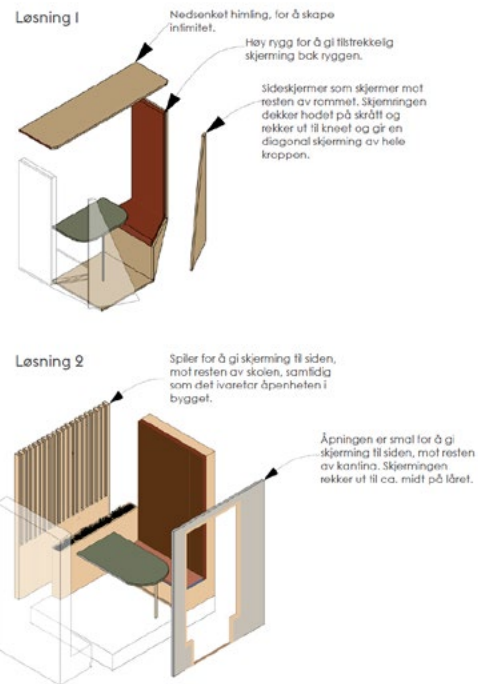 Løsning 1
Nedsenket himling, for å skape
intimitet.
Høy rygg for å gi tilstrekkelig
skjerming bak ryggen.
Sideskjermer som skjermer mot
resten av rommet. Skjemringen
dekker hodet på skrått og
rekker ut til kneet og gir en
diagonal skjerming av hele
kroppen.
Løsning 2
Spiler for å gi skjerming til siden,
mot resten av skolen, samtidig
som det ivaretar åpenheten i
bygget.
Åpningen er smal for å gi
skjerming til siden, mot resten
av kantina. Skjermingen
rekker ut til ca. midt på låret.